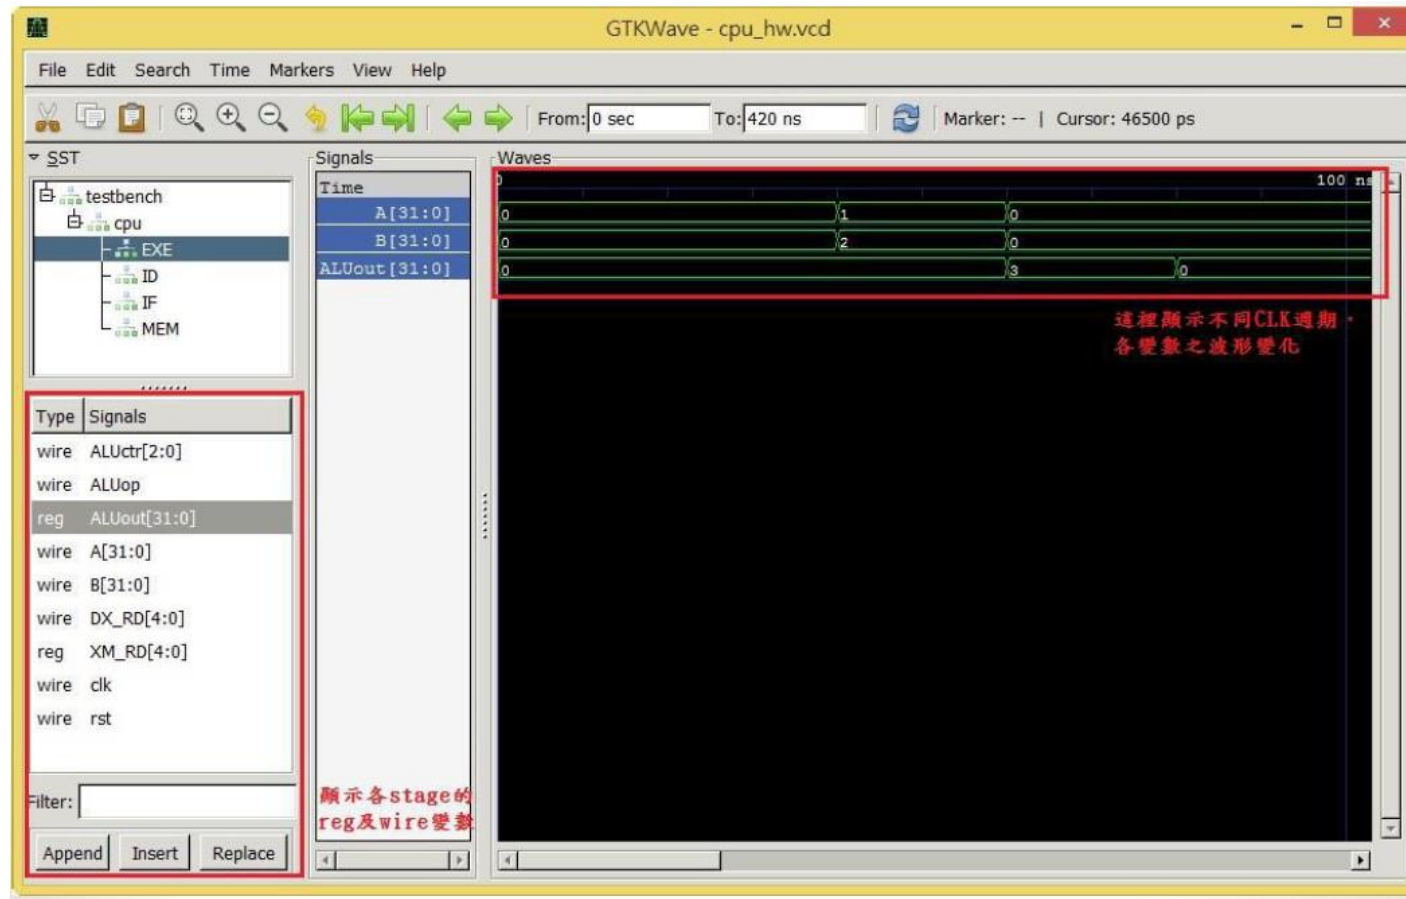 GTKWave - cpu_hw.vcd
File Edit Search Time Markers View Help
From: 0 sec To: 420 ns Marker: -- | Cursor: 46500 ps
SST
testbench
cpu
EXE
ID
IF
MEM
Type Signals
wire ALUctr[2:0]
wire ALUop
reg ALUout[31:0]
wire A[31:0]
wire B[31:0]
wire DX_RD[4:0]
reg XM_RD[4:0]
wire clk
wire rst
Filter:
Append Insert Replace
Signals
Time
A[31:0]
B[31:0]
ALUout[31:0]
顯示各stage的
reg及wire變數
Waves
0 100 ns
0 1 0
0 2 0
0 3 0
這裡顯示不同CLK週期，
各變數之波形變化